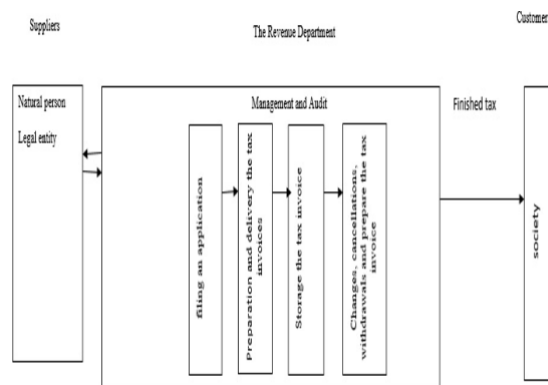 Suppliers
The Revenue Department
Customer
Natural person
Legal entity
Management and Audit
Finished tax
filing an application
Preparation and delivery the tax
invoices
Storage the tax invoice
Changes, cancellations,
withdrawals and prepare the tax
invoice
society